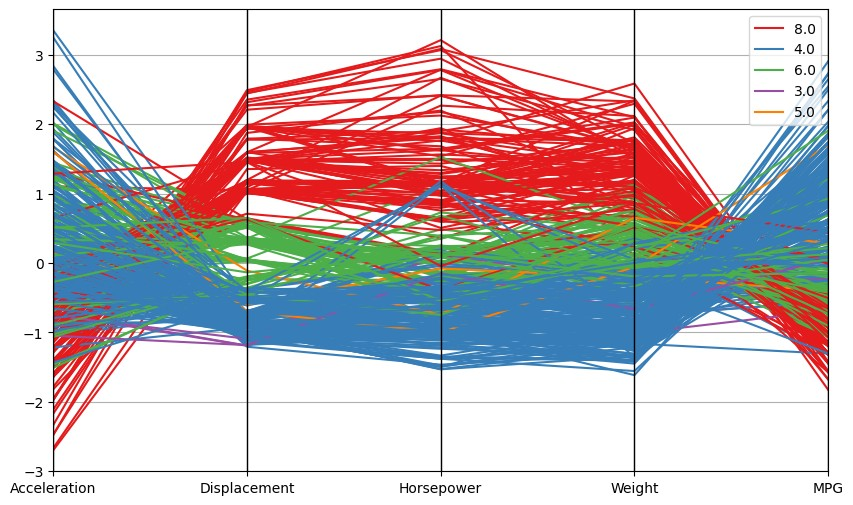 3
2
1
0
−1
−2
−3
Acceleration
Displacement
Horsepower
Weight
MPG
8.0
4.0
6.0
3.0
5.0